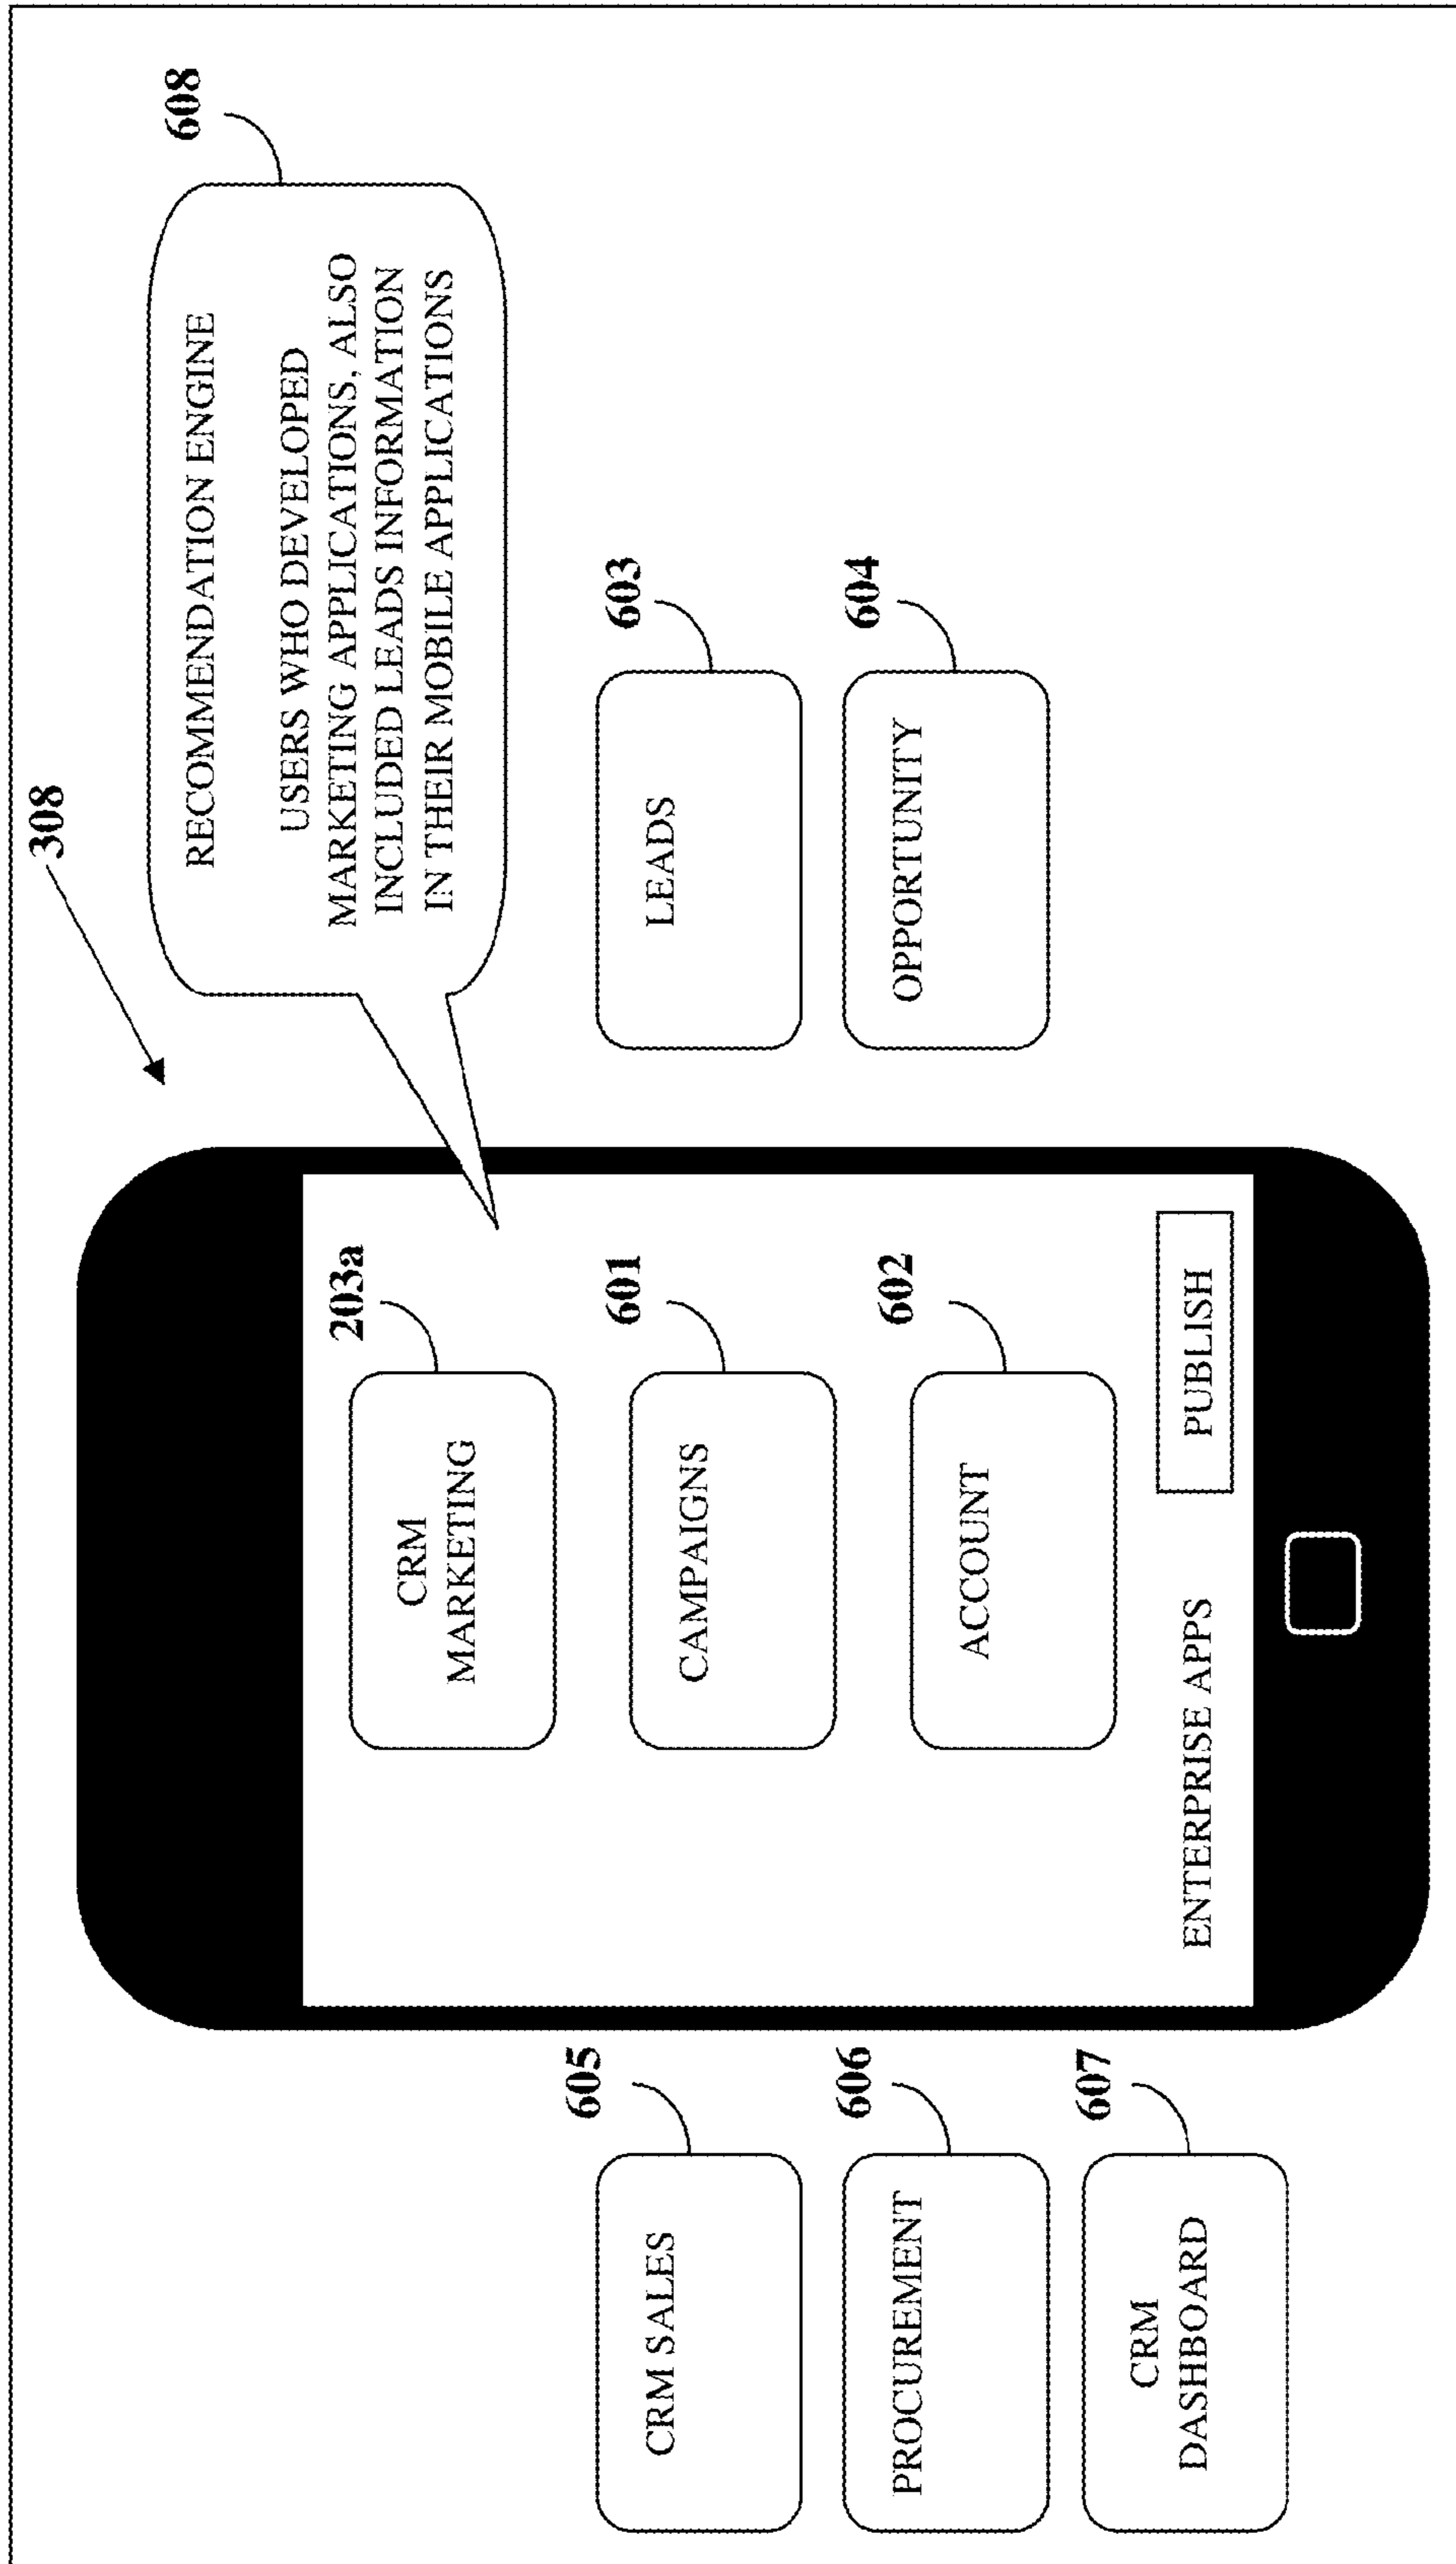 308
608
RECOMMENDATION ENGINE
USERS WHO DEVELOPED
MARKETING APPLICATIONS, ALSO
INCLUDED LEADS INFORMATION
IN THEIR MOBILE APPLICATIONS
203a
CRM
MARKETING
601
CAMPAIGNS
602
ACCOUNT
ENTERPRISE APPS
PUBLISH
603
LEADS
604
OPPORTUNITY
605
CRM SALES
606
PROCUREMENT
607
CRM
DASHBOARD